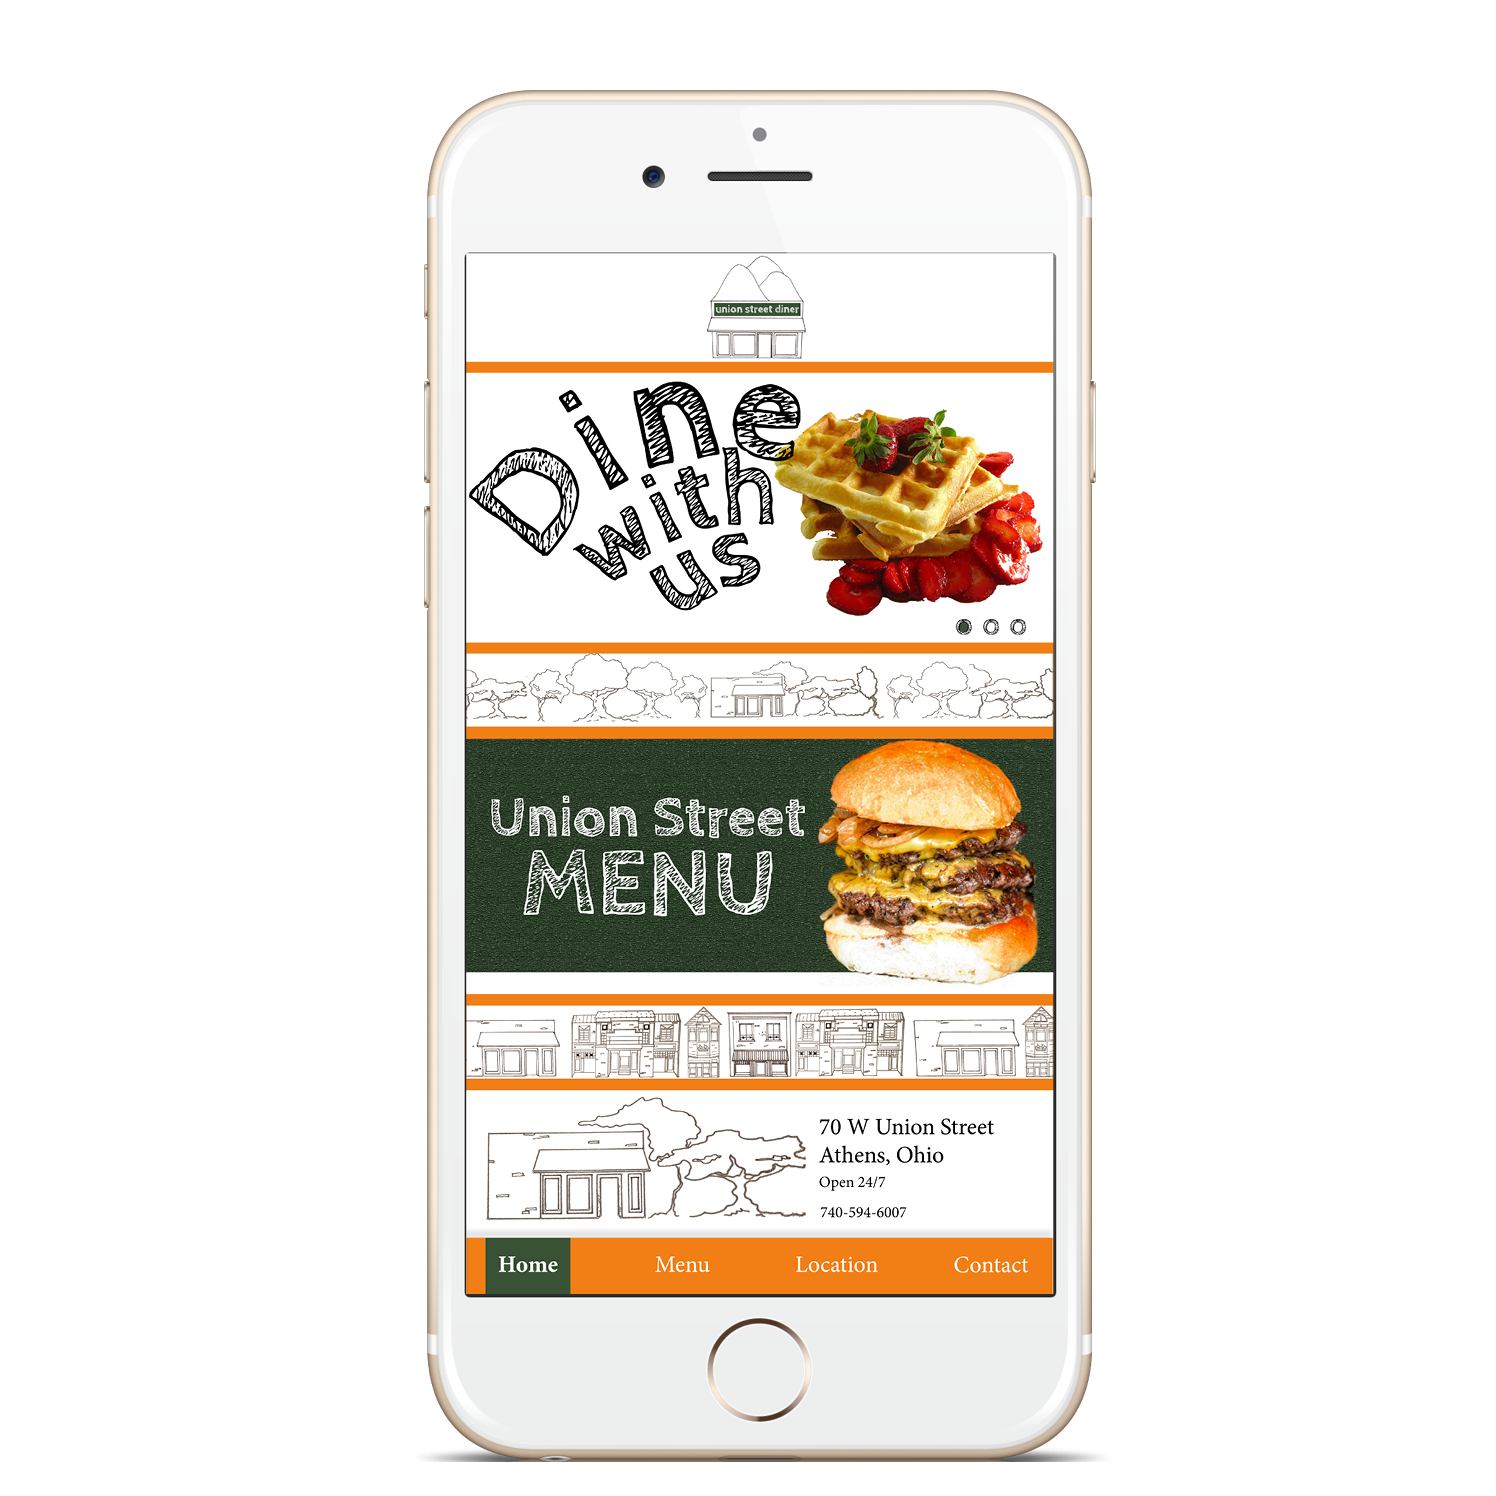 union street diner
Dine
with
us
Union Street
MENU
70 W Union Street
Athens, Ohio
Open 24/7
740-594-6007
Home Menu Location Contact